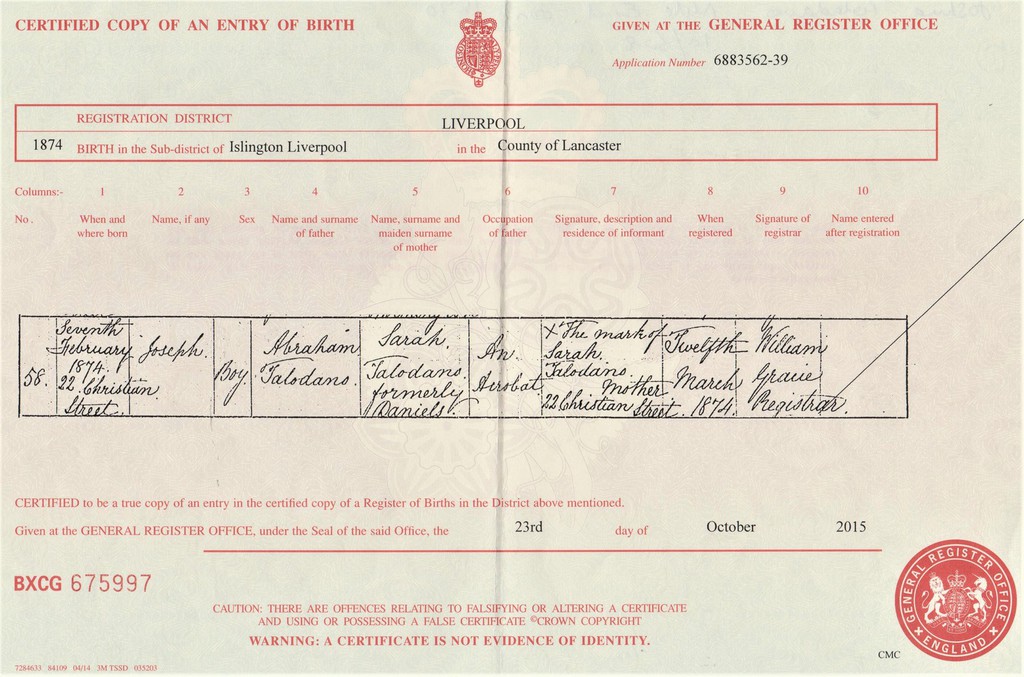 CERTIFIED COPY OF AN ENTRY OF BIRTH
GIVEN AT THE GENERAL REGISTER OFFICE
Application Number 6883562-39
REGISTRATION DISTRICT LIVERPOOL
1874 BIRTH in the Sub-district of Islington Liverpool in the County of Lancaster
Columns:- 1 2 3 4 5 6 7 8 9 10
No. When and where born Name, if any Sex Name and surname of father Name, surname and maiden surname of mother Occupation of father Signature, description and residence of informant When registered Signature of registrar Name entered after registration
58. Seventh February 1874. 22 Christian Street. Joseph. Boy Abraham Talodano. Sarah. Talodano. formerly Daniels. An. Acrobat X The mark of Sarah. Talodano. Mother 22 Christian Street. Twelfth March 1874. William Registrar.
CERTIFIED to be a true copy of an entry in the certified copy of a Register of Births in the District above mentioned.
Given at the GENERAL REGISTER OFFICE, under the Seal of the said Office, the 23rd day of October 2015
BXCG 675997
CAUTION: THERE ARE OFFENCES RELATING TO FALSIFYING OR ALTERING A CERTIFICATE
AND USING OR POSSESSING A FALSE CERTIFICATE ©CROWN COPYRIGHT
WARNING: A CERTIFICATE IS NOT EVIDENCE OF IDENTITY.
GENERAL REGISTER OFFICE
ENGLAND
CMC
7284633 84109 04/14 3M TSSD 035203